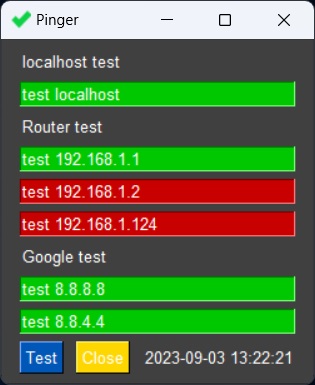 Pinger
localhost test
test localhost
Router test
test 192.168.1.1
test 192.168.1.2
test 192.168.1.124
Google test
test 8.8.8.8
test 8.8.4.4
Test Close 2023-09-03 13:22:21